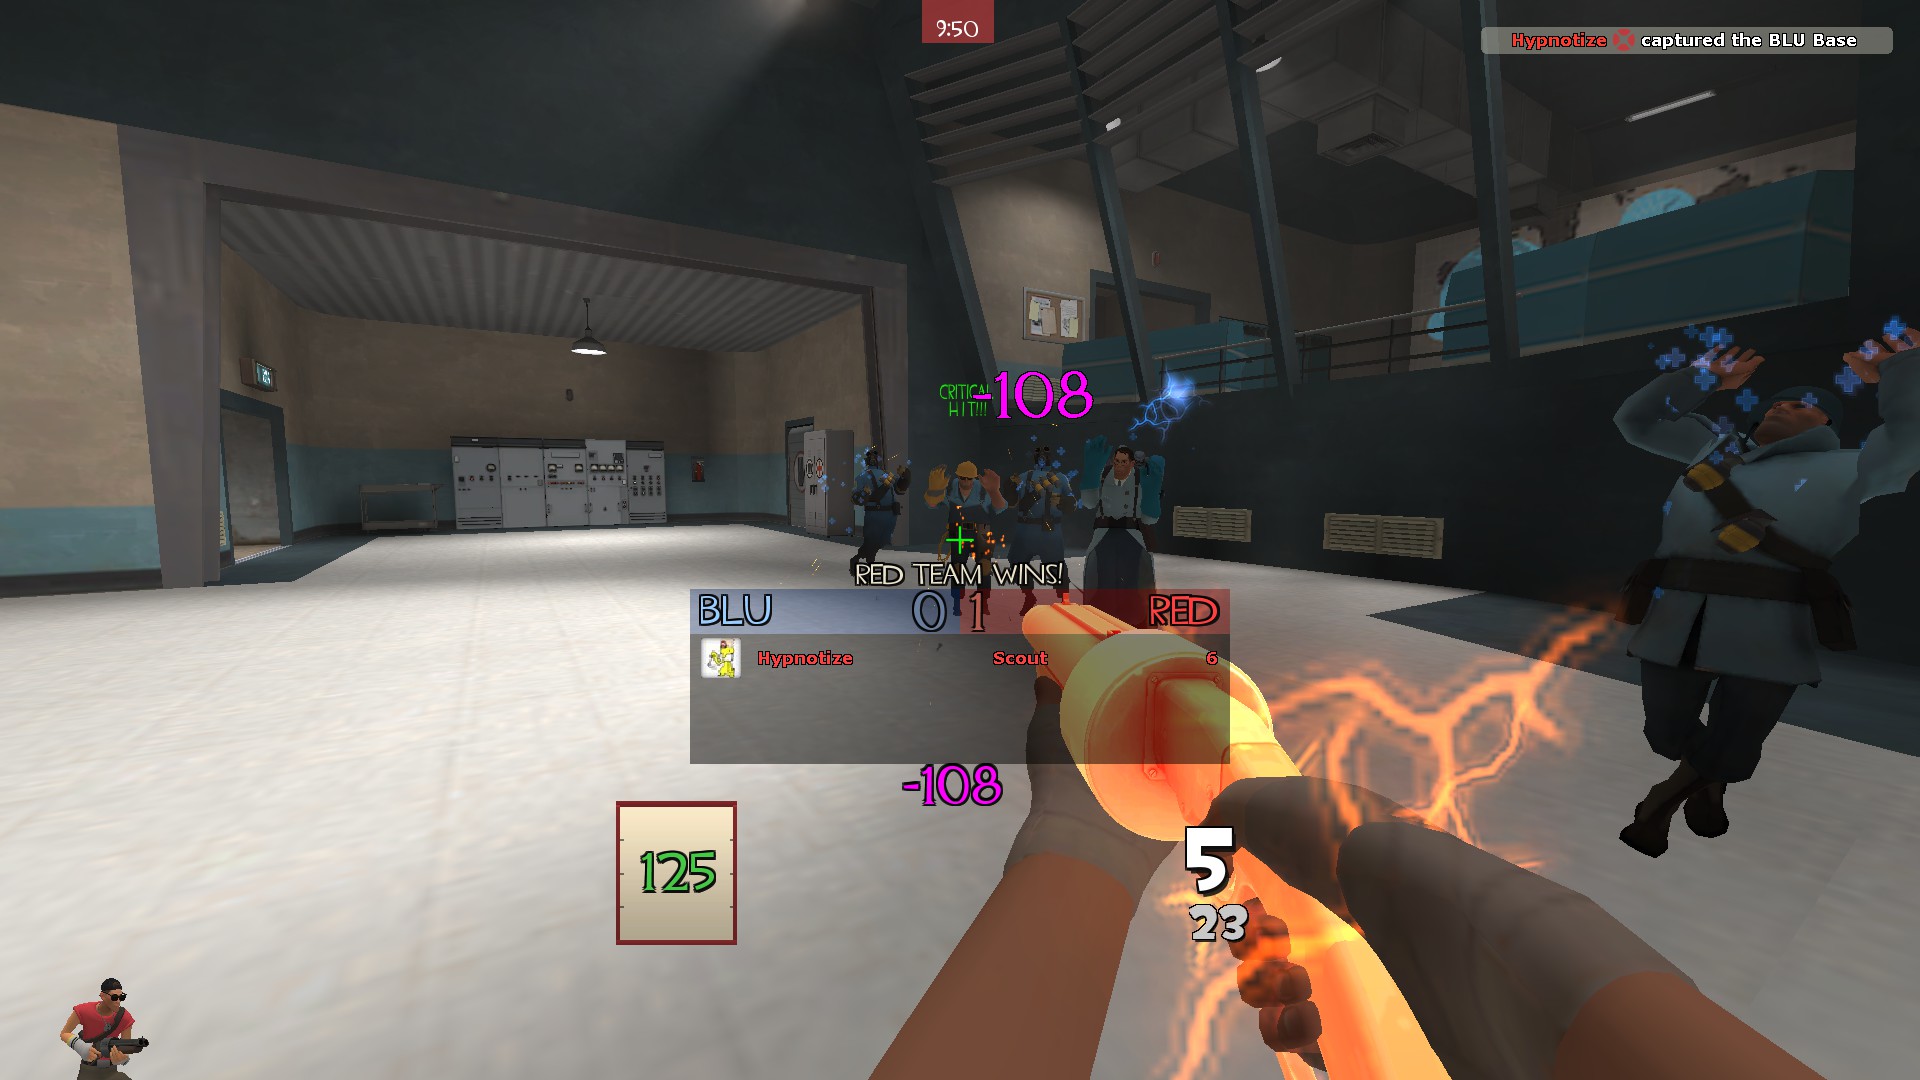 9:50
Hypnotize captured the BLU Base
CRITICAL
HIT!!!
-108
RED TEAM WINS!
BLU 0 1 RED
Hypnotize Scout 6
-108
125
5
23